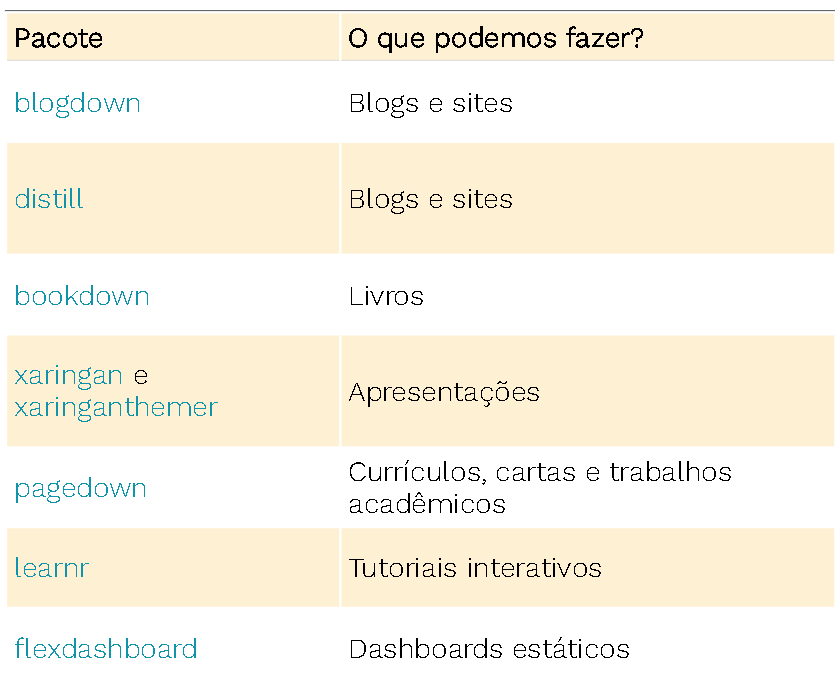 Pacote O que podemos fazer?
blogdown Blogs e sites
distill Blogs e sites
bookdown Livros
xaringan e
xaringanthemer
Apresentações
pagedown
Currículos, cartas e trabalhos
acadêmicos
learnr Tutoriais interativos
flexdashboard Dashboards estáticos